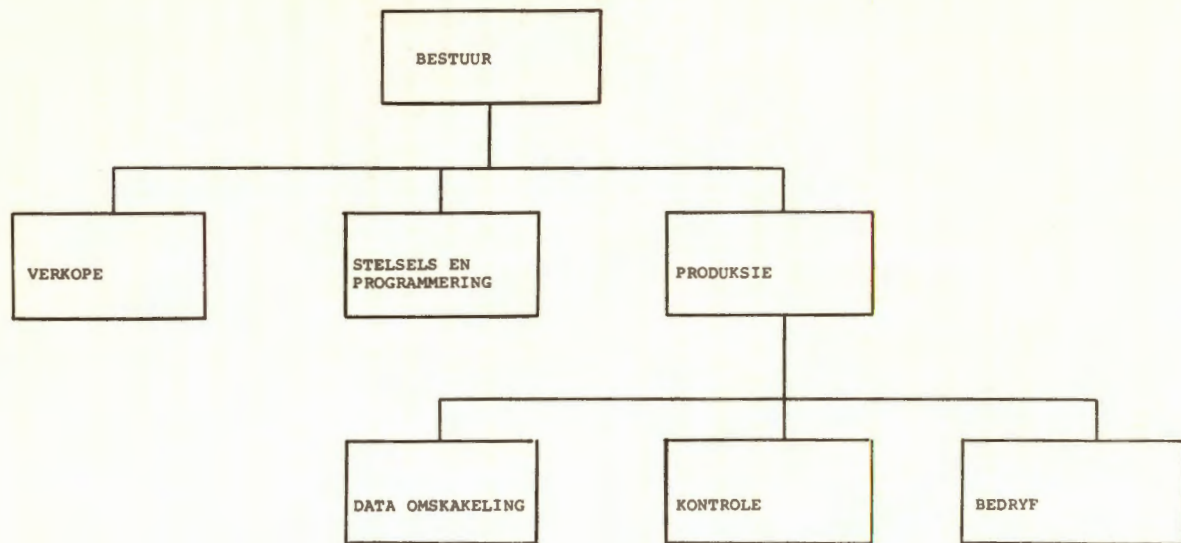 BESTUUR
VERKOPE
STELSELS EN
PROGRAMMERING
PRODUKSIE
DATA OMSKAKELING
KONTROLE
BEDRYF